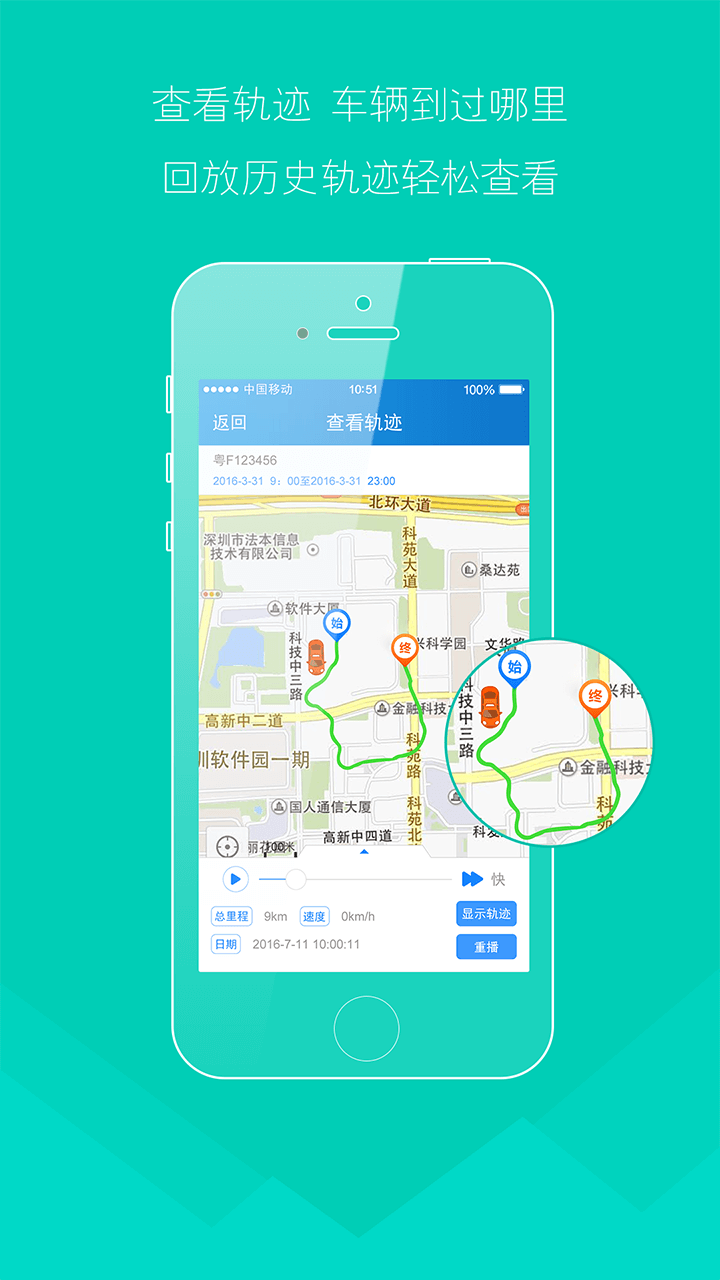 查看轨迹 车辆到过哪里
回放历史轨迹轻松查看
中国移动 10:51 100%
返回 查看轨迹
粤F123456
2016-3-31 9：00至2016-3-31 23:00
北环大道
深圳市法本信息
技术有限公司
科苑大道
桑达苑
软件大厦
始
终
兴科学园
文华路
科技中三路
高新中二道
金融科技
科苑路
圳软件园一期
国人通信大厦
高新中四道
科苑北
丽花园
100米
科发
始
终
兴科
科技中三路
金融科技
科苑
快
总里程 9km 速度 0km/h 显示轨迹
日期 2016-7-11 10:00:11 重播